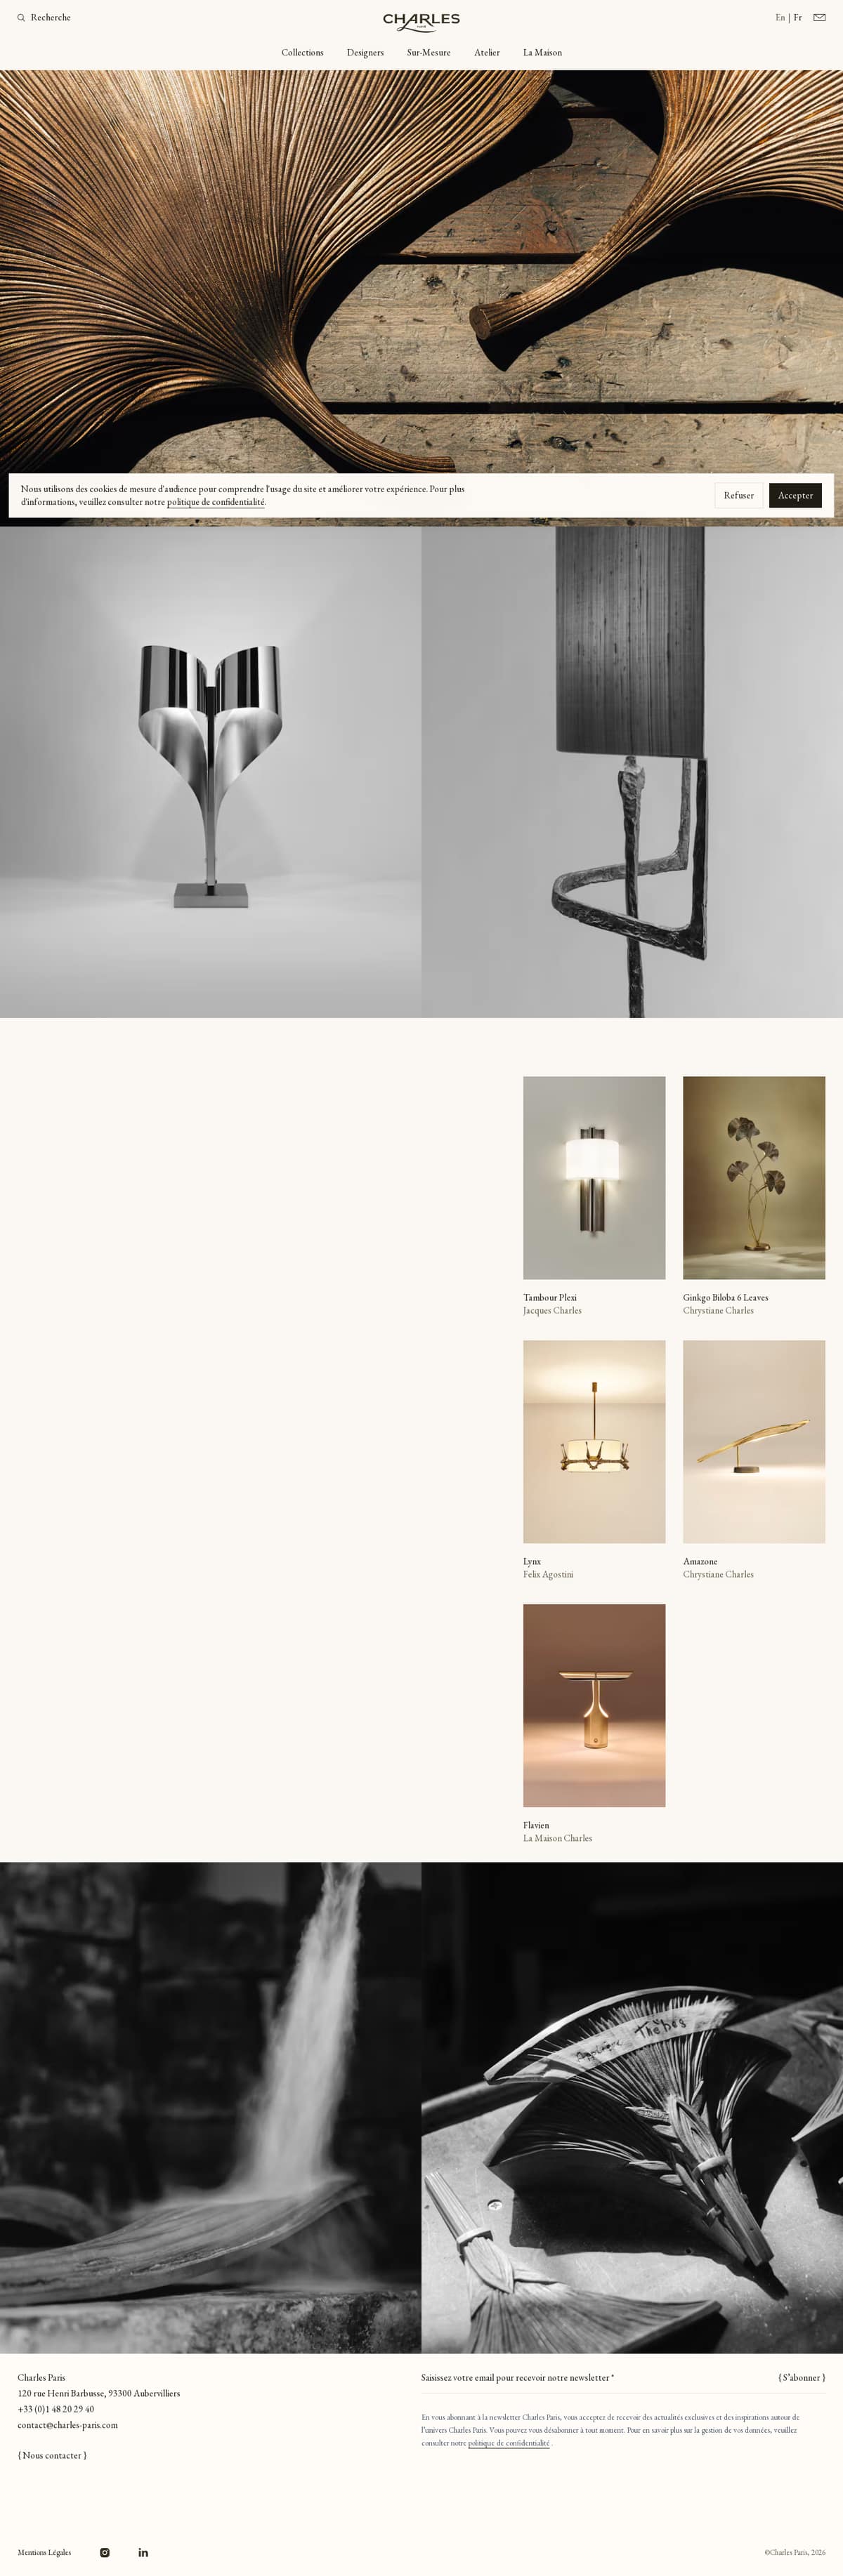 Recherche
CHARLES
PARIS
En | Fr
Collections
Designers
Sur-Mesure
Atelier
La Maison
Nous utilisons des cookies de mesure d'audience pour comprendre l'usage du site et améliorer votre expérience. Pour plus
d'informations, veuillez consulter notre politique de confidentialité.
Refuser
Accepter
Tambour Plexi
Jacques Charles
Ginkgo Biloba 6 Leaves
Chrystiane Charles
Lynx
Felix Agostini
Amazone
Chrystiane Charles
Flavien
La Maison Charles
Thèbes
Charles Paris
120 rue Henri Barbusse, 93300 Aubervilliers
+33 (0)1 48 20 29 40
contact@charles-paris.com
{ Nous contacter }
Saisissez votre email pour recevoir notre newsletter *
{ S'abonner }
En vous abonnant à la newsletter Charles Paris, vous acceptez de recevoir des actualités exclusives et des inspirations autour de
l'univers Charles Paris. Vous pouvez vous désabonner à tout moment. Pour en savoir plus sur la gestion de vos données, veuillez
consulter notre politique de confidentialité .
Mentions Légales
in
©Charles Paris, 2026